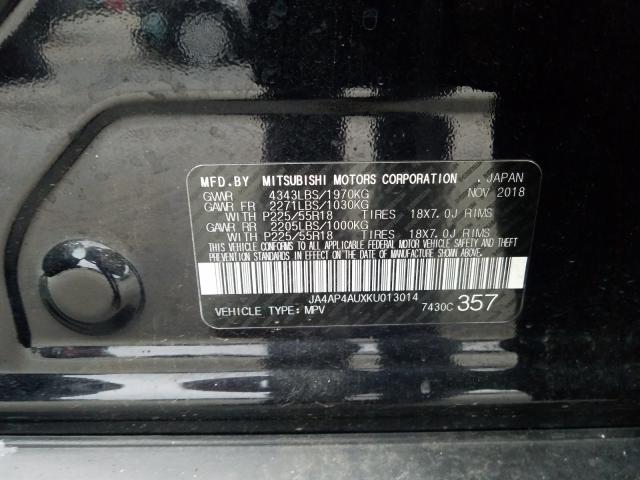 MFD.BY MITSUBISHI MOTORS CORPORATION , JAPAN
GVWR 4343LBS/1970KG NOV 2018
GAWR FR 2271LBS/1030KG
WITH P225/55R18 TIRES 18X7.0J RIMS
GAWR RR 2205LBS/1000KG
WITH P225/55R18 TIRES 18X7.0J RIMS
THIS VEHICLE CONFORMS TO ALL APPLICABLE FEDERAL MOTOR VEHICLE SAFETY AND THEFT
PREVENTION STANDARDS IN EFFECT ON THE DATE OF MANUFACTURE SHOWN ABOVE.
JA4AP4AUXKU013014
VEHICLE TYPE:MPV 7430C 357